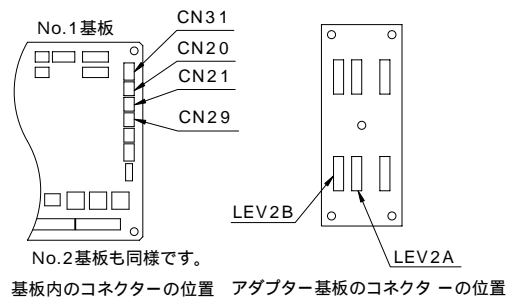 No.1基板
CN31
CN20
CN21
CN29
No.2基板も同様です。
基板内のコネクターの位置
LEV2B
LEV2A
アダプター基板のコネクターの位置